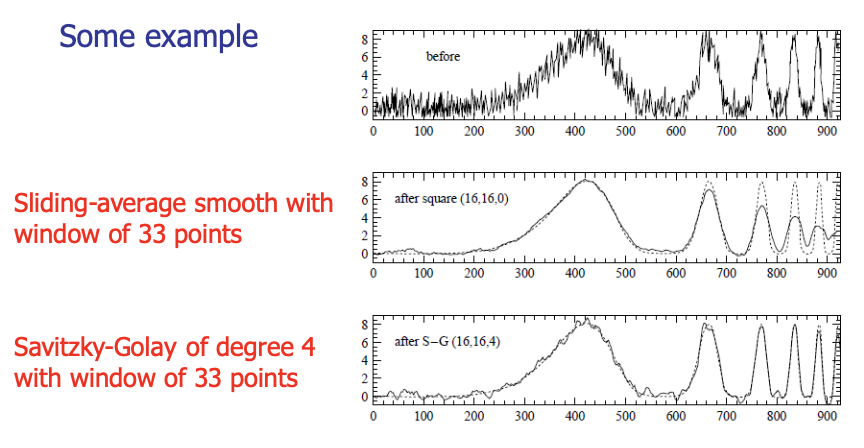 Some example
before
8
6
4
2
0
0 100 200 300 400 500 600 700 800 900
Sliding-average smooth with
window of 33 points
after square (16,16,0)
8
6
4
2
0
0 100 200 300 400 500 600 700 800 900
Savitzky-Golay of degree 4
with window of 33 points
after S–G (16,16,4)
8
6
4
2
0
0 100 200 300 400 500 600 700 800 900